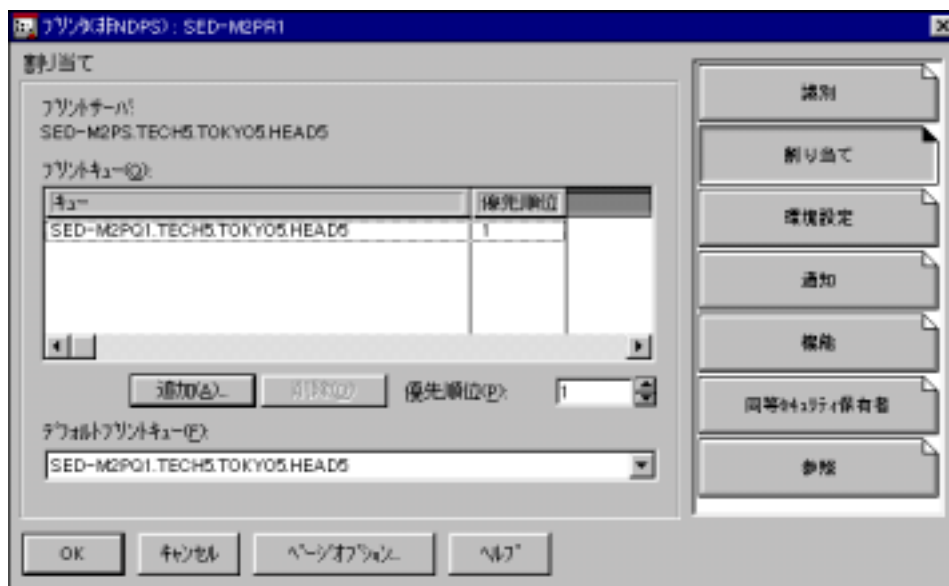 プリンタ(非NDPS) : SED-M2PR1
割り当て
プリントサーバ:
SED-M2PS.TECH5.TOKYO5.HEAD5
プリントキュー(Q):
キュー 優先順位
SED-M2PQ1.TECH5.TOKYO5.HEAD5 1
追加(A)... 削除(D) 優先順位(P): 1
デフォルトプリントキュー(F):
SED-M2PQ1.TECH5.TOKYO5.HEAD5
OK キャンセル ページオプション... ヘルプ
識別
割り当て
環境設定
通知
機能
同等セキュリティ保有者
参照